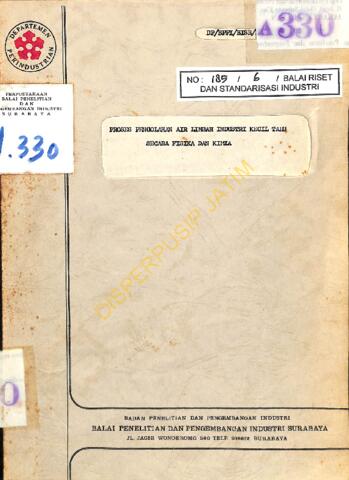 DEPARTEMEN
PERINDUSTRIAN
330
PERPUSTAKAAN
BALAI PENELITIAN
DAN
PENGEMBANGAN INDUSTRI
SURABAYA
NO: 189 / 6 / BALAI RISET
DAN STANDARISASI INDUSTRI
1.330
PROSES PENGOLAHAN AIR LIMBAH INDUSTRI KECIL TAHU
SECARA FISIKA DAN KIMIA
DISPERPUSIP JATIM
BADAN PENELITIAN DAN PENGEMBANGAN INDUSTRI
BALAI PENELITIAN DAN PENGEMBANGAN INDUSTRI SURABAYA
JL. JAGIR WONOKROMO 360 TELP. SURABAYA